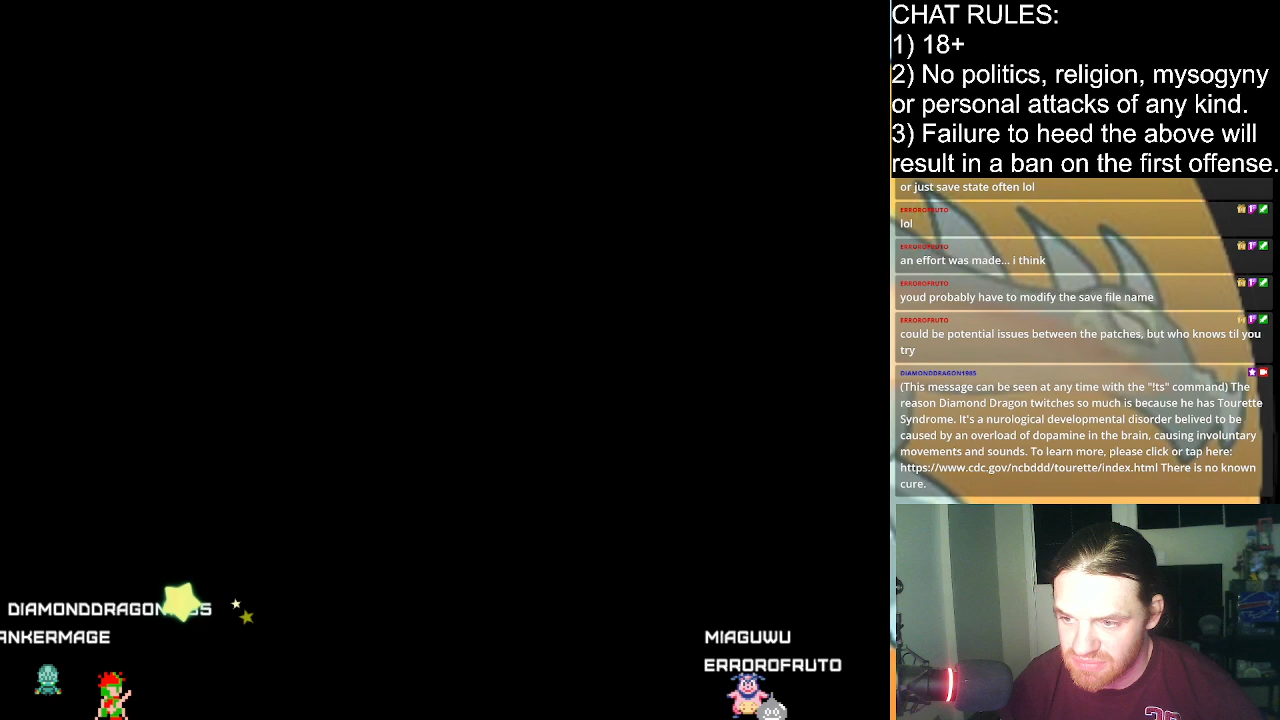 CHAT RULES:
1) 18+
2) No politics, religion, mysogyny
or personal attacks of any kind.
3) Failure to heed the above will
result in a ban on the first offense.
or just save state often lol
ERROROFRUTO
lol
ERROROFRUTO
an effort was made... i think
ERROROFRUTO
youd probably have to modify the save file name
ERROROFRUTO
could be potential issues between the patches, but who knows til you
try
DIAMONDDRAGON1985
(This message can be seen at any time with the "!ts" command) The
reason Diamond Dragon twitches so much is because he has Tourette
Syndrome. It's a nurological developmental disorder belived to be
caused by an overload of dopamine in the brain, causing involuntary
movements and sounds. To learn more, please click or tap here:
https://www.cdc.gov/ncbddd/tourette/index.html There is no known
cure.
ANKERMAGE
MIAGUWU
ERROROFRUTO